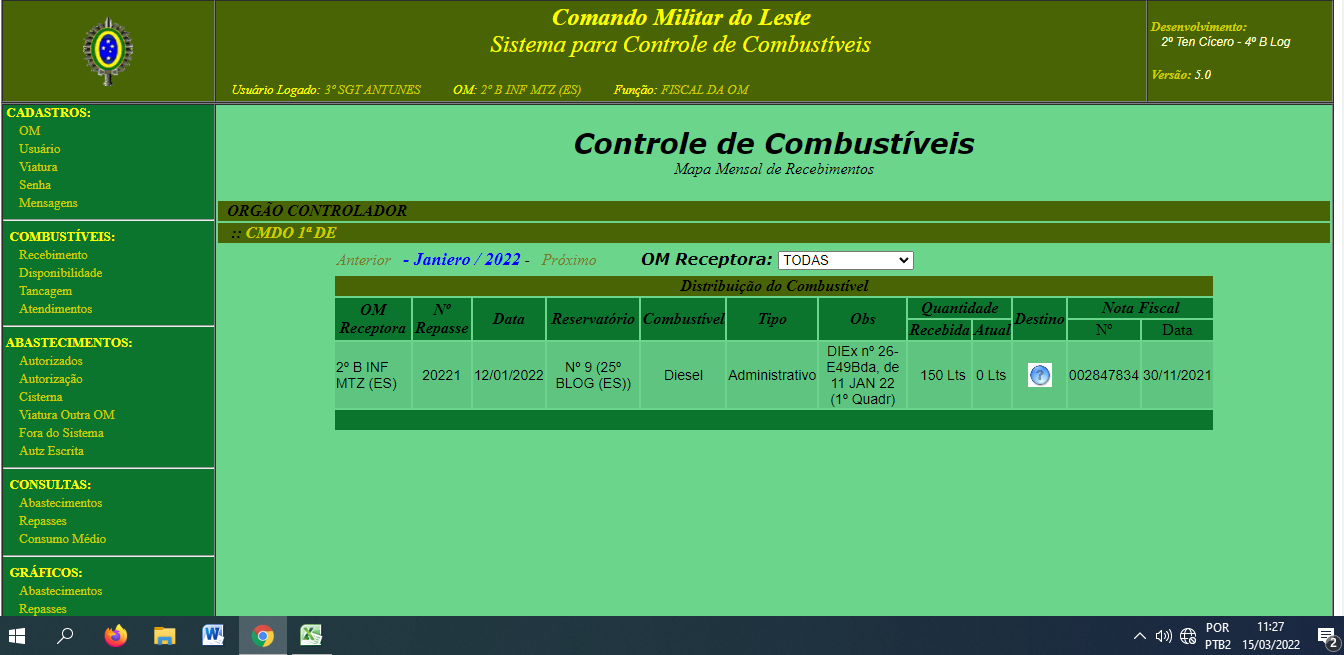 Comando Militar do Leste
Sistema para Controle de Combustíveis
Usuário Logado: 3º SGT ANTUNES OM: 2º B INF MTZ (ES) Função: FISCAL DA OM
Desenvolvimento:
2º Ten Cícero - 4º B Log
Versão: 5.0
CADASTROS:
OM
Usuário
Viatura
Senha
Mensagens
COMBUSTÍVEIS:
Recebimento
Disponibilidade
Tancagem
Atendimentos
ABASTECIMENTOS:
Autorizados
Autorização
Cisterna
Viatura Outra OM
Fora do Sistema
Autz Escrita
CONSULTAS:
Abastecimentos
Repasses
Consumo Médio
GRÁFICOS:
Abastecimentos
Repasses
Controle de Combustíveis
Mapa Mensal de Recebimentos
ORGÃO CONTROLADOR
:: CMDO 1ª DE
Anterior - Janiero / 2022 - Próximo OM Receptora: TODAS
Distribuição do Combustível
OM Receptora Nº Repasse Data Reservatório Combustível Tipo Obs Quantidade Destino Nota Fiscal
Recebida Atual Nº Data
2º B INF
MTZ (ES)
20221
12/01/2022
Nº 9 (25º
BLOG (ES))
Diesel
Administrativo
DIEx nº 26-
E49Bda, de
11 JAN 22
(1º Quadr)
150 Lts
0 Lts
?
002847834
30/11/2021
POR
PTB2
11:27
15/03/2022
2